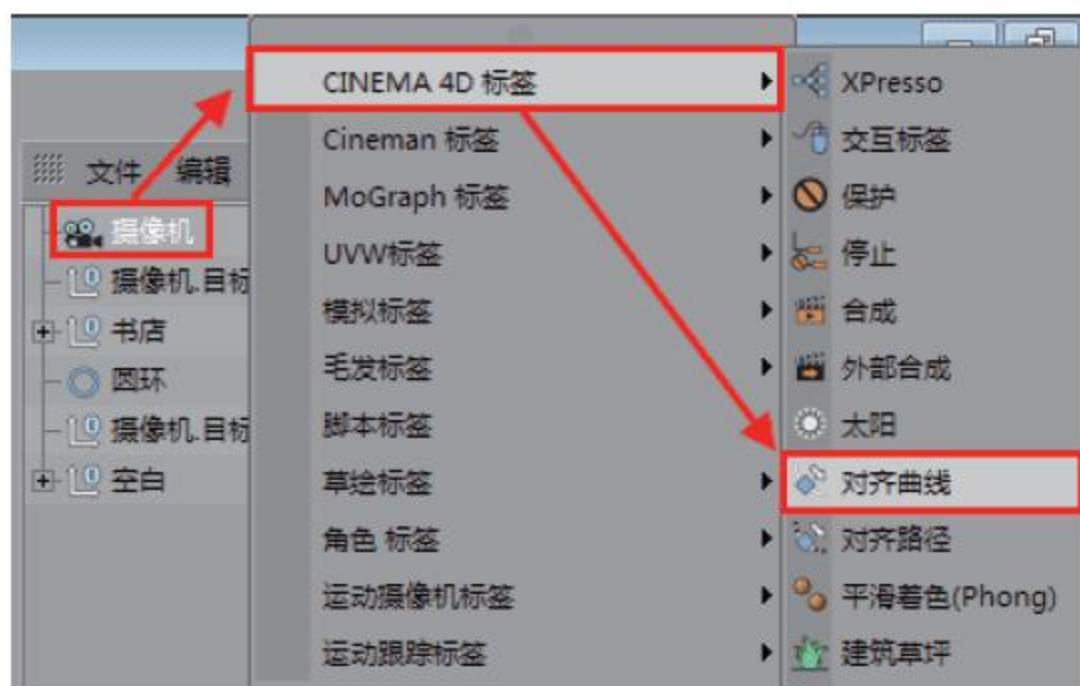 文件 编辑
摄像机
摄像机.目标
书店
圆环
摄像机.目标
空白
CINEMA 4D 标签
Cineman 标签
MoGraph 标签
UVW标签
模拟标签
毛发标签
脚本标签
草绘标签
角色 标签
运动摄像机标签
运动跟踪标签
XPresso
交互标签
保护
停止
合成
外部合成
太阳
对齐曲线
对齐路径
平滑着色(Phong)
建筑草坪